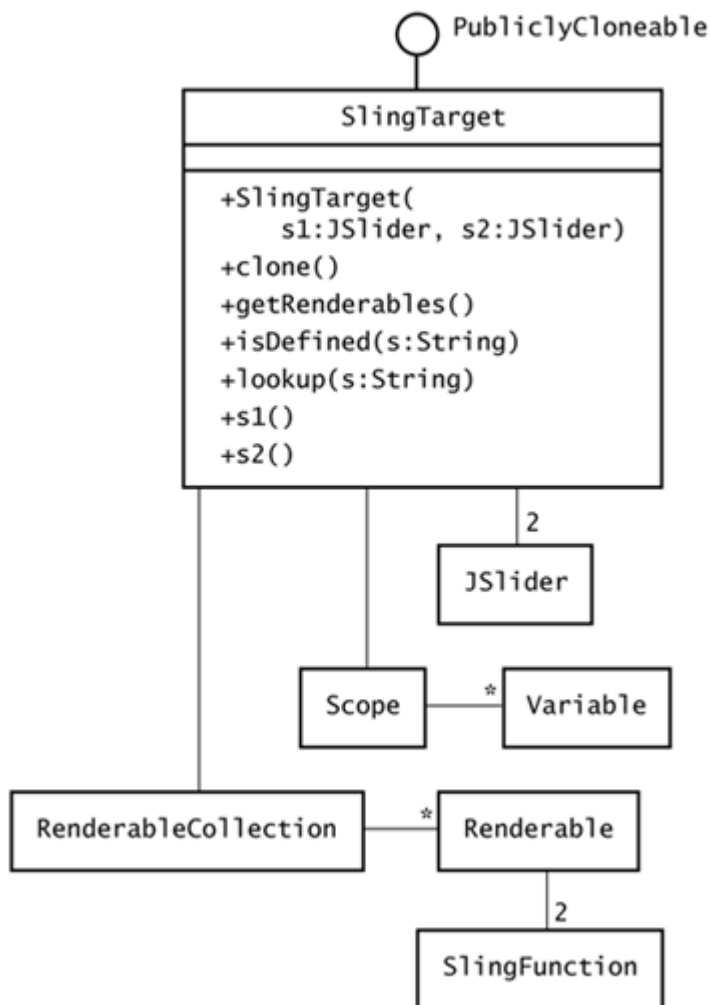 PubliclyCloneable
SlingTarget
+SlingTarget(
s1:JSlider, s2:JSlider)
+clone()
+getRenderables()
+isDefined(s:String)
+lookup(s:String)
+s1()
+s2()
2
JSlider
Scope
*
Variable
RenderableCollection
*
Renderable
2
SlingFunction